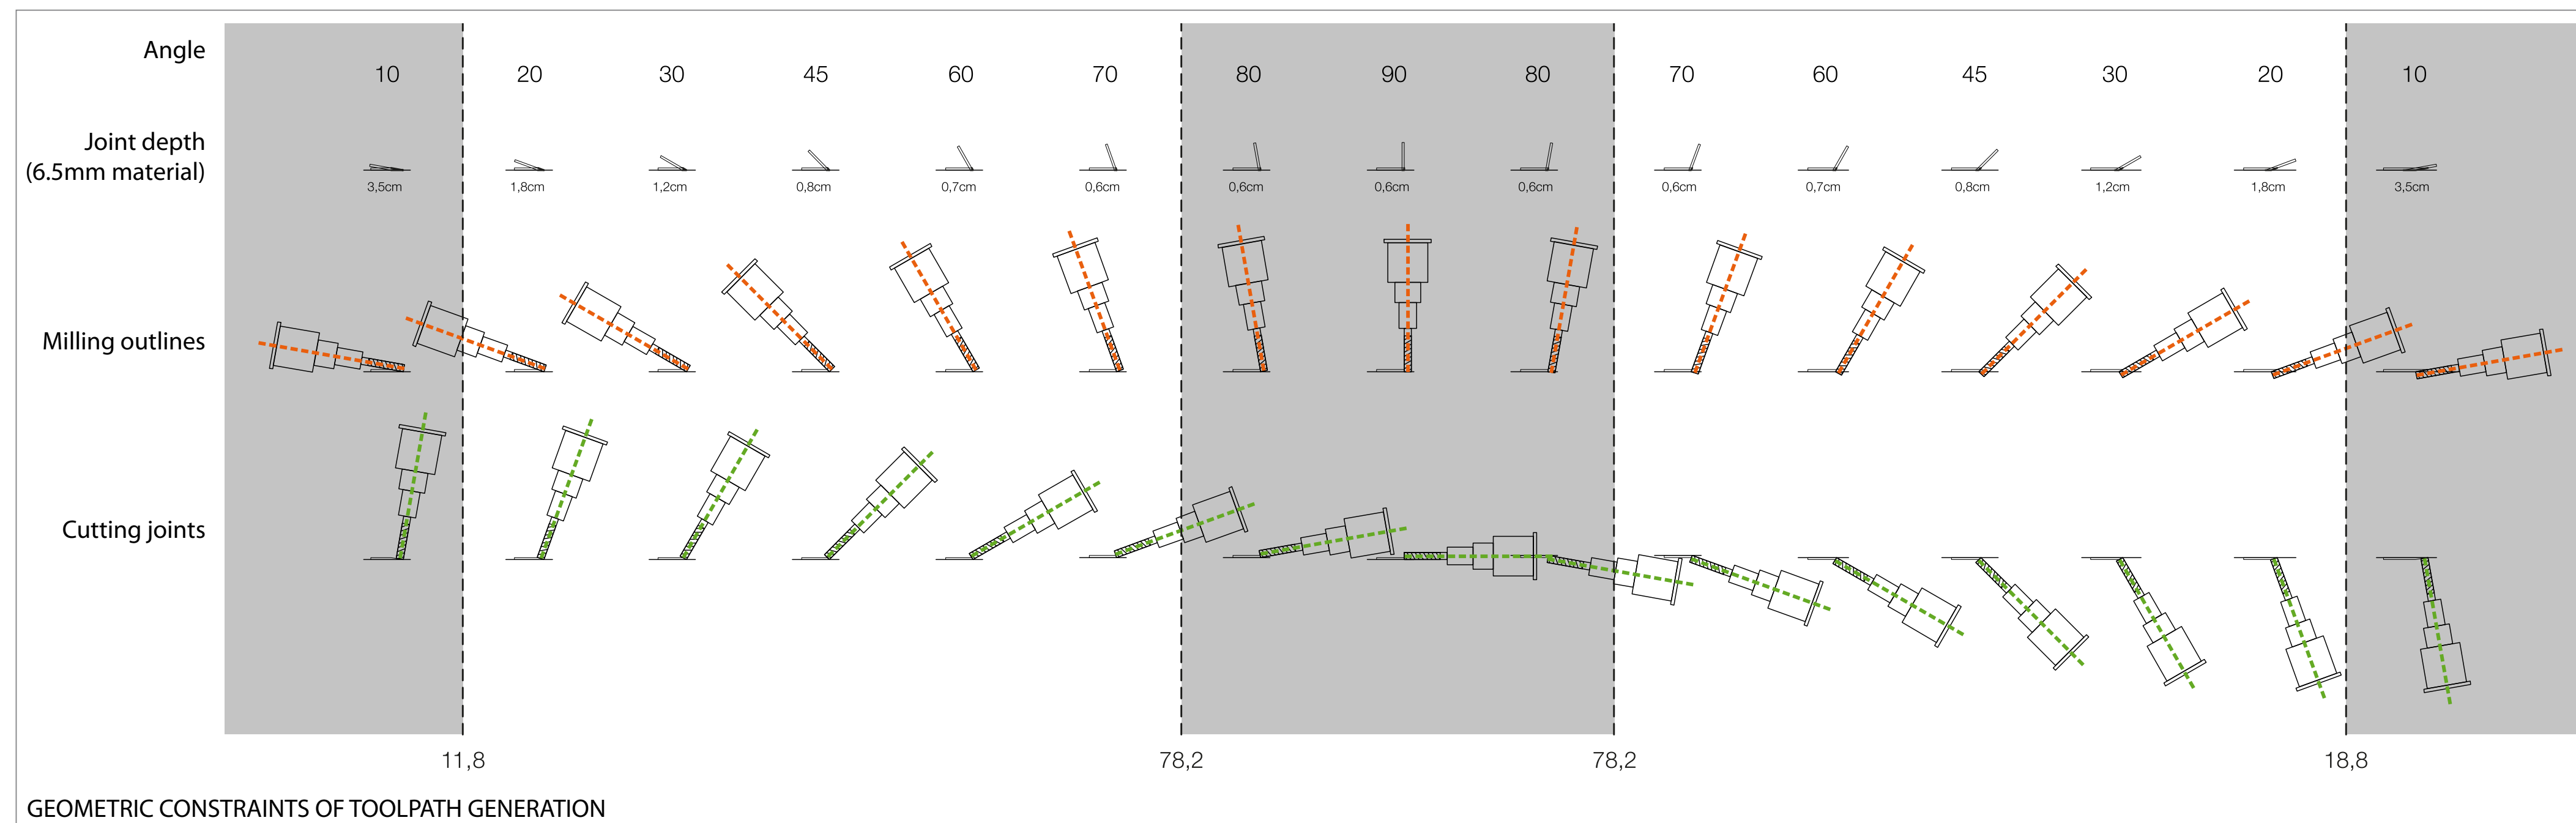 Angle
10 20 30 45 60 70 80 90 80 70 60 45 30 20 10
Joint depth
(6.5mm material)
3,5cm 1,8cm 1,2cm 0,8cm 0,7cm 0,6cm 0,6cm 0,6cm 0,6cm 0,6cm 0,7cm 0,8cm 1,2cm 1,8cm 3,5cm
Milling outlines
Cutting joints
11,8 78,2 78,2 18,8
GEOMETRIC CONSTRAINTS OF TOOLPATH GENERATION